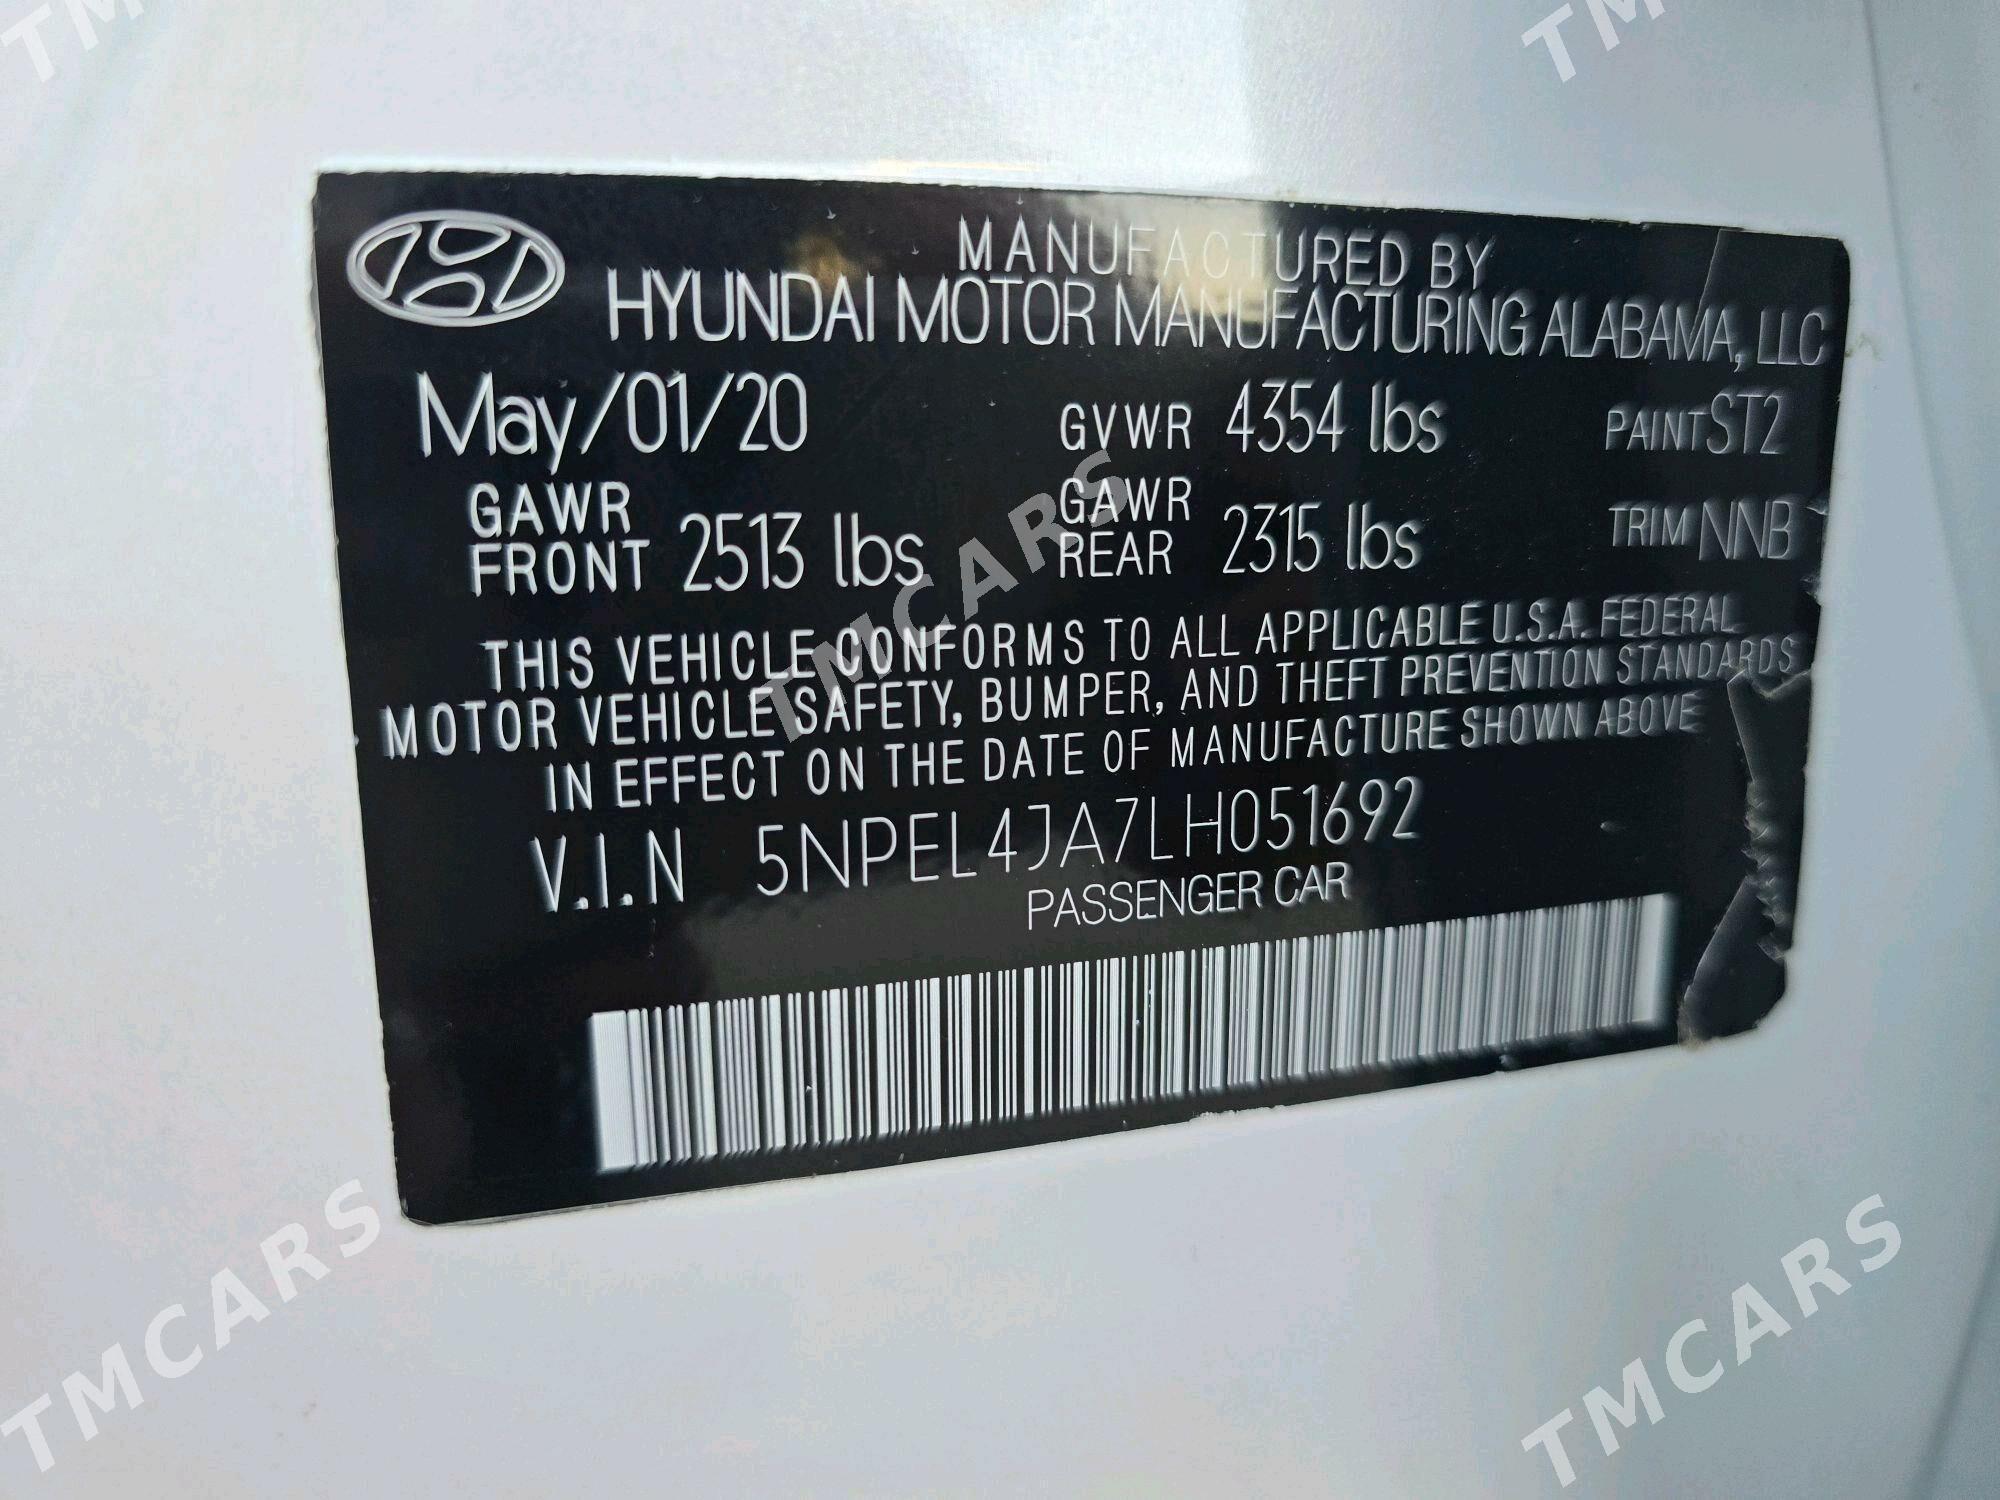 MANUFACTURED BY
HYUNDAI MOTOR MANUFACTURING ALABAMA, LLC
May/01/20 GVWR 4354 lbs PAINT ST2
GAWR FRONT 2513 lbs GAWR REAR 2315 lbs TRIM NNB
THIS VEHICLE CONFORMS TO ALL APPLICABLE U.S.A. FEDERAL
MOTOR VEHICLE SAFETY, BUMPER, AND THEFT PREVENTION STANDARDS
IN EFFECT ON THE DATE OF MANUFACTURE SHOWN ABOVE
V.I.N 5NPEL4JA7LH051692
PASSENGER CAR
TMCARS
TMCARS
TMCARS